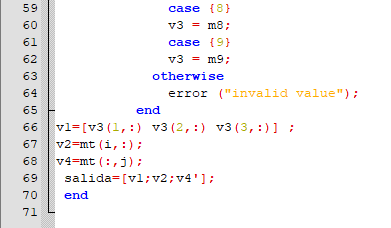 59 case {8}
60 v3 = m8;
61 case {9}
62 v3 = m9;
63 otherwise
64 error ("invalid value");
65 end
66 v1=[v3(1,:) v3(2,:) v3(3,:)] ;
67 v2=mt(i,:);
68 v4=mt(:,j);
69 salida=[v1;v2;v4'];
70 end
71